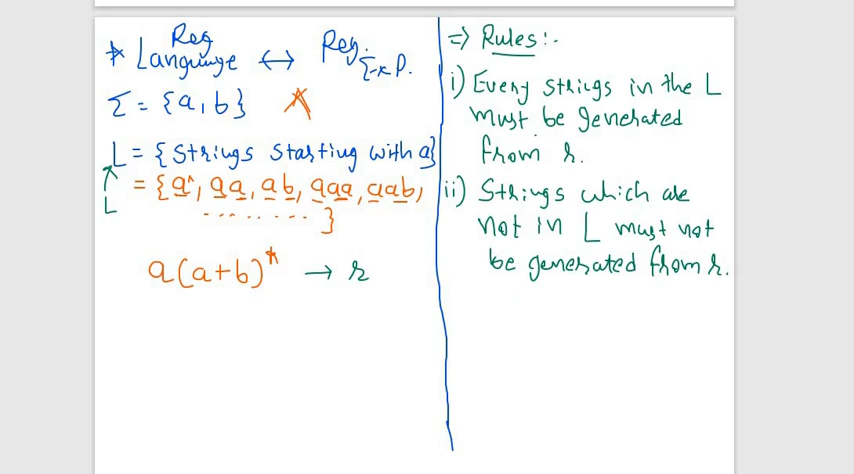 * Reg Language ↔ Reg. Exp.
Σ = {a, b}
L = {strings starting with a}
L = {a, aa, ab, aaa, aab,
.........}
a(a+b)* → r
=> Rules:-
i) Every strings in the L
must be generated
from r.
ii) Strings which are
not in L must not
be generated from r.